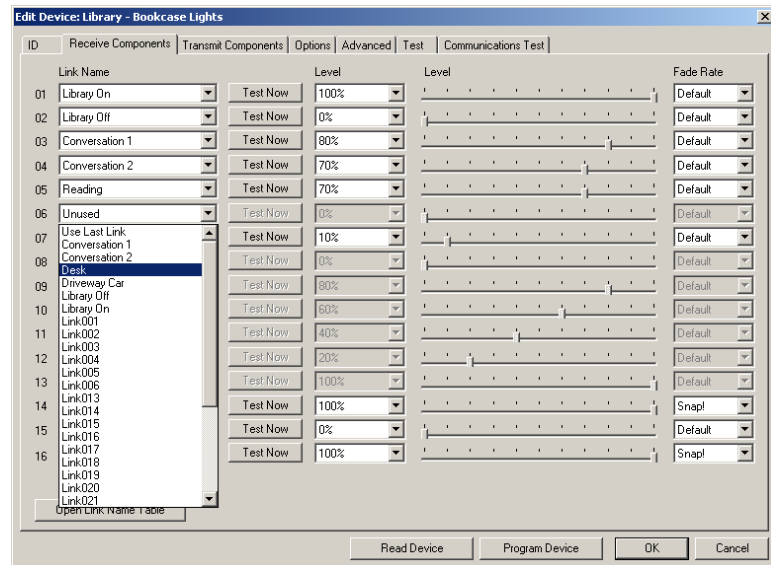 Edit Device: Library - Bookcase Lights
ID Receive Components Transmit Components Options Advanced Test Communications Test
Link Name Level Level Fade Rate
01 Library On Test Now 100% Default
02 Library Off Test Now 0% Default
03 Conversation 1 Test Now 80% Default
04 Conversation 2 Test Now 70% Default
05 Reading Test Now 70% Default
06 Unused Test Now 0% Default
07 Test Now 10% Default
08 Test Now 0% Default
09 Test Now 80% Default
10 Test Now 60% Default
11 Test Now 40% Default
12 Test Now 20% Default
13 Test Now 100% Default
14 Test Now 100% Snap!
15 Test Now 0% Default
16 Test Now 100% Snap!
Use Last Link
Conversation 1
Conversation 2
Desk
Driveway Car
Library Off
Library On
Link001
Link002
Link003
Link004
Link005
Link006
Link013
Link014
Link015
Link016
Link017
Link018
Link019
Link020
Link021
Open Link Name Table
Read Device Program Device OK Cancel